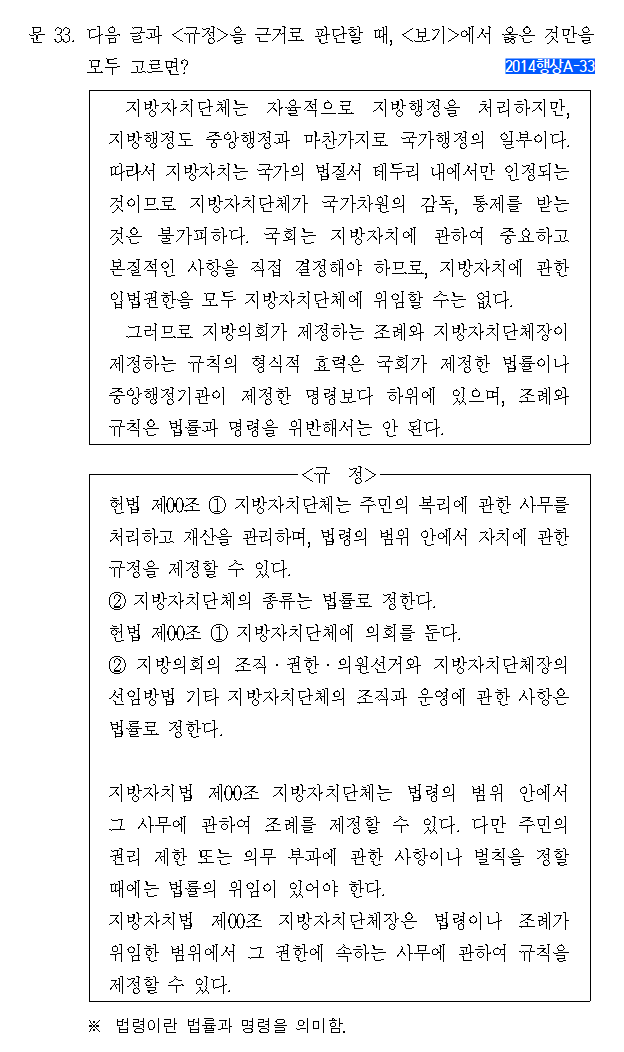 문 33. 다음 글과 <규정>을 근거로 판단할 때, <보기>에서 옳은 것만을
모두 고르면?
2014행상A-33
지방자치단체는 자율적으로 지방행정을 처리하지만,
지방행정도 중앙행정과 마찬가지로 국가행정의 일부이다.
따라서 지방자치는 국가의 법질서 테두리 내에서만 인정되는
것이므로 지방자치단체가 국가차원의 감독, 통제를 받는
것은 불가피하다. 국회는 지방자치에 관하여 중요하고
본질적인 사항을 직접 결정해야 하므로, 지방자치에 관한
입법권한을 모두 지방자치단체에 위임할 수는 없다.
그러므로 지방의회가 제정하는 조례와 지방자치단체장이
제정하는 규칙의 형식적 효력은 국회가 제정한 법률이나
중앙행정기관이 제정한 명령보다 하위에 있으며, 조례와
규칙은 법률과 명령을 위반해서는 안 된다.
<규 정>
헌법 제00조 ① 지방자치단체는 주민의 복리에 관한 사무를
처리하고 재산을 관리하며, 법령의 범위 안에서 자치에 관한
규정을 제정할 수 있다.
② 지방자치단체의 종류는 법률로 정한다.
헌법 제00조 ① 지방자치단체에 의회를 둔다.
② 지방의회의 조직·권한·의원선거와 지방자치단체장의
선임방법 기타 지방자치단체의 조직과 운영에 관한 사항은
법률로 정한다.
지방자치법 제00조 지방자치단체는 법령의 범위 안에서
그 사무에 관하여 조례를 제정할 수 있다. 다만 주민의
권리 제한 또는 의무 부과에 관한 사항이나 벌칙을 정할
때에는 법률의 위임이 있어야 한다.
지방자치법 제00조 지방자치단체장은 법령이나 조례가
위임한 범위에서 그 권한에 속하는 사무에 관하여 규칙을
제정할 수 있다.
※ 법령이란 법률과 명령을 의미함.